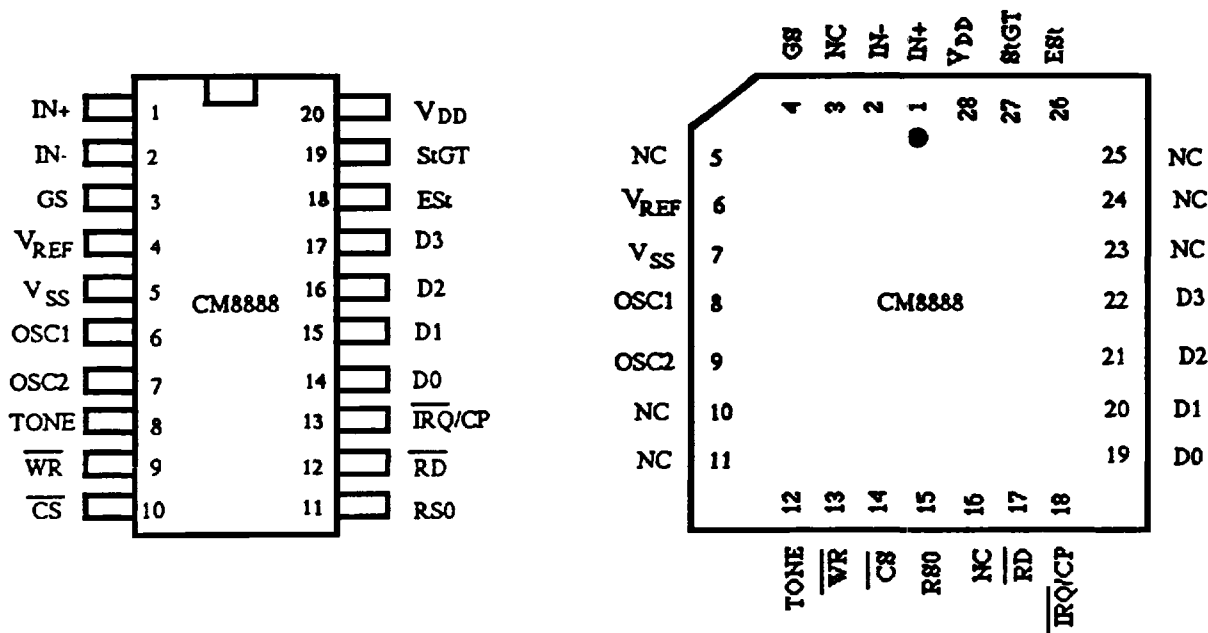 IN+ 1 20 VDD
IN- 2 19 StGT
GS 3 18 ESt
VREF 4 17 D3
VSS 5 16 D2
CM8888
OSC1 6 15 D1
OSC2 7 14 D0
TONE 8 13 IRQ/CP
WR 9 12 RD
CS 10 11 RS0
GS NC IN- IN+ VDD StGT ESt
4 3 2 1 28 27 26
NC 5 25 NC
VREF 6 24 NC
VSS 7 23 NC
OSC1 8 CM8888 22 D3
OSC2 9 21 D2
NC 10 20 D1
NC 11 19 D0
12 13 14 15 16 17 18
TONE WR CS RS0 NC RD IRQ/CP